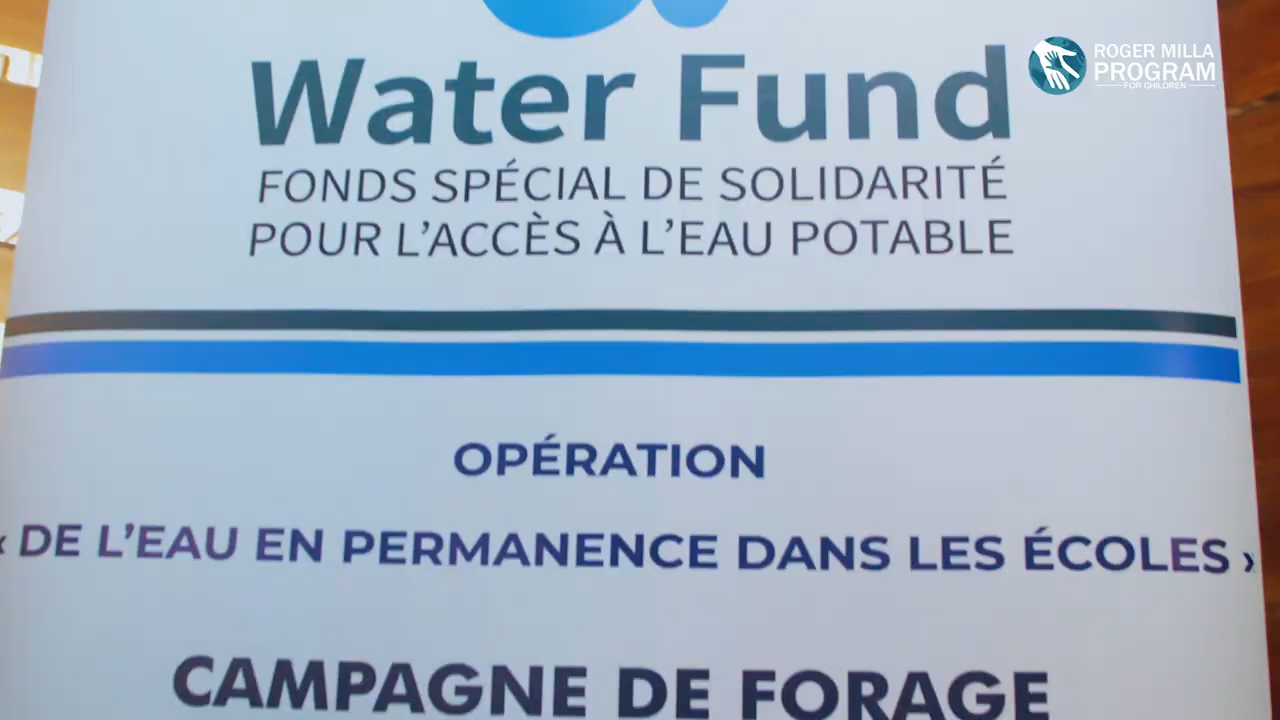 Water Fund
FONDS SPÉCIAL DE SOLIDARITÉ
POUR L'ACCÈS À L'EAU POTABLE
OPÉRATION
« DE L'EAU EN PERMANENCE DANS LES ÉCOLES »
CAMPAGNE DE FORAGE
ROGER MILLA
PROGRAM
FOR CHILDREN